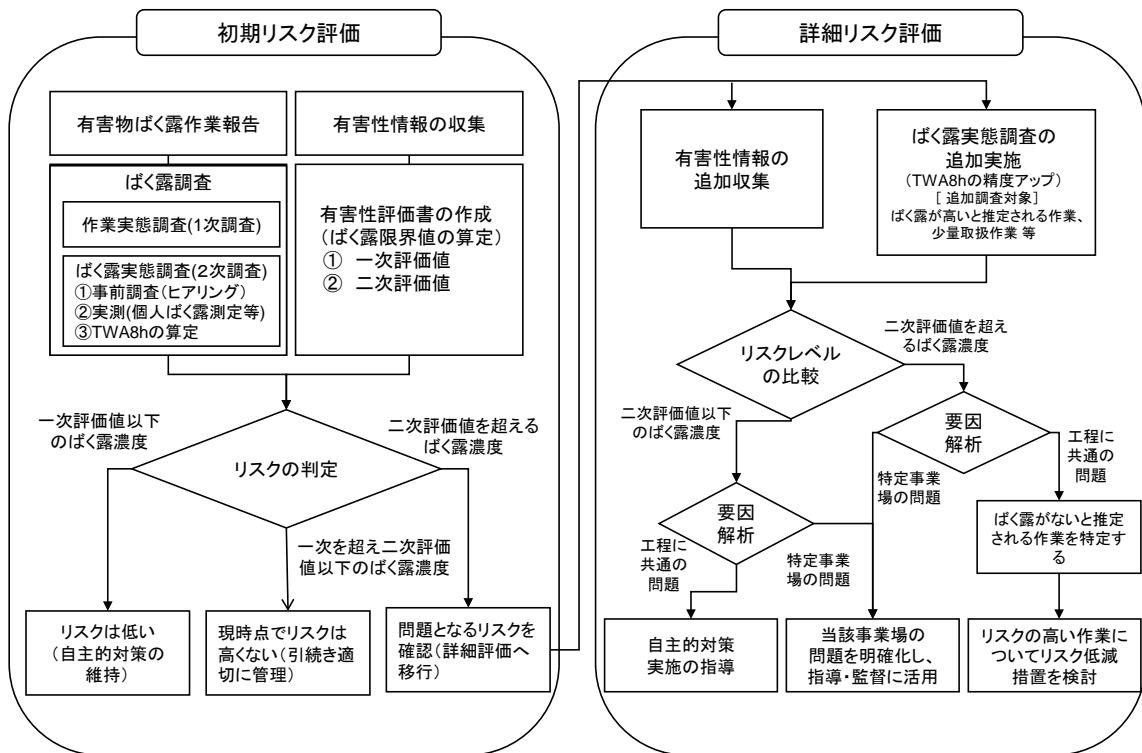 初期リスク評価
有害物ばく露作業報告
有害性情報の収集
ばく露調査
作業実態調査(1次調査)
ばく露実態調査(2次調査)
①事前調査(ヒアリング)
②実測(個人ばく露測定等)
③TWA8hの算定
有害性評価書の作成
(ばく露限界値の算定)
① 一次評価値
② 二次評価値
一次評価値以下
のばく露濃度
二次評価値を超える
ばく露濃度
リスクの判定
一次を超え二次評価
値以下のばく露濃度
リスクは低い
(自主的対策の
維持)
現時点でリスクは
高くない(引続き適
切に管理)
問題となるリスクを
確認(詳細評価へ
移行)
詳細リスク評価
有害性情報の
追加収集
ばく露実態調査の
追加実施
(TWA8hの精度アップ)
[ 追加調査対象]
ばく露が高いと推定される作業、
少量取扱作業 等
リスクレベル
の比較
二次評価値を超え
るばく露濃度
二次評価値以下
のばく露濃度
要因
解析
工程に
共通の
問題
特定事業
場の問題
ばく露がないと推定
される作業を特定す
る
要因
解析
工程に
共通の
問題
特定事業
場の問題
自主的対策
実施の指導
当該事業場の
問題を明確化し、
指導・監督に活用
リスクの高い作業に
ついてリスク低減
措置を検討